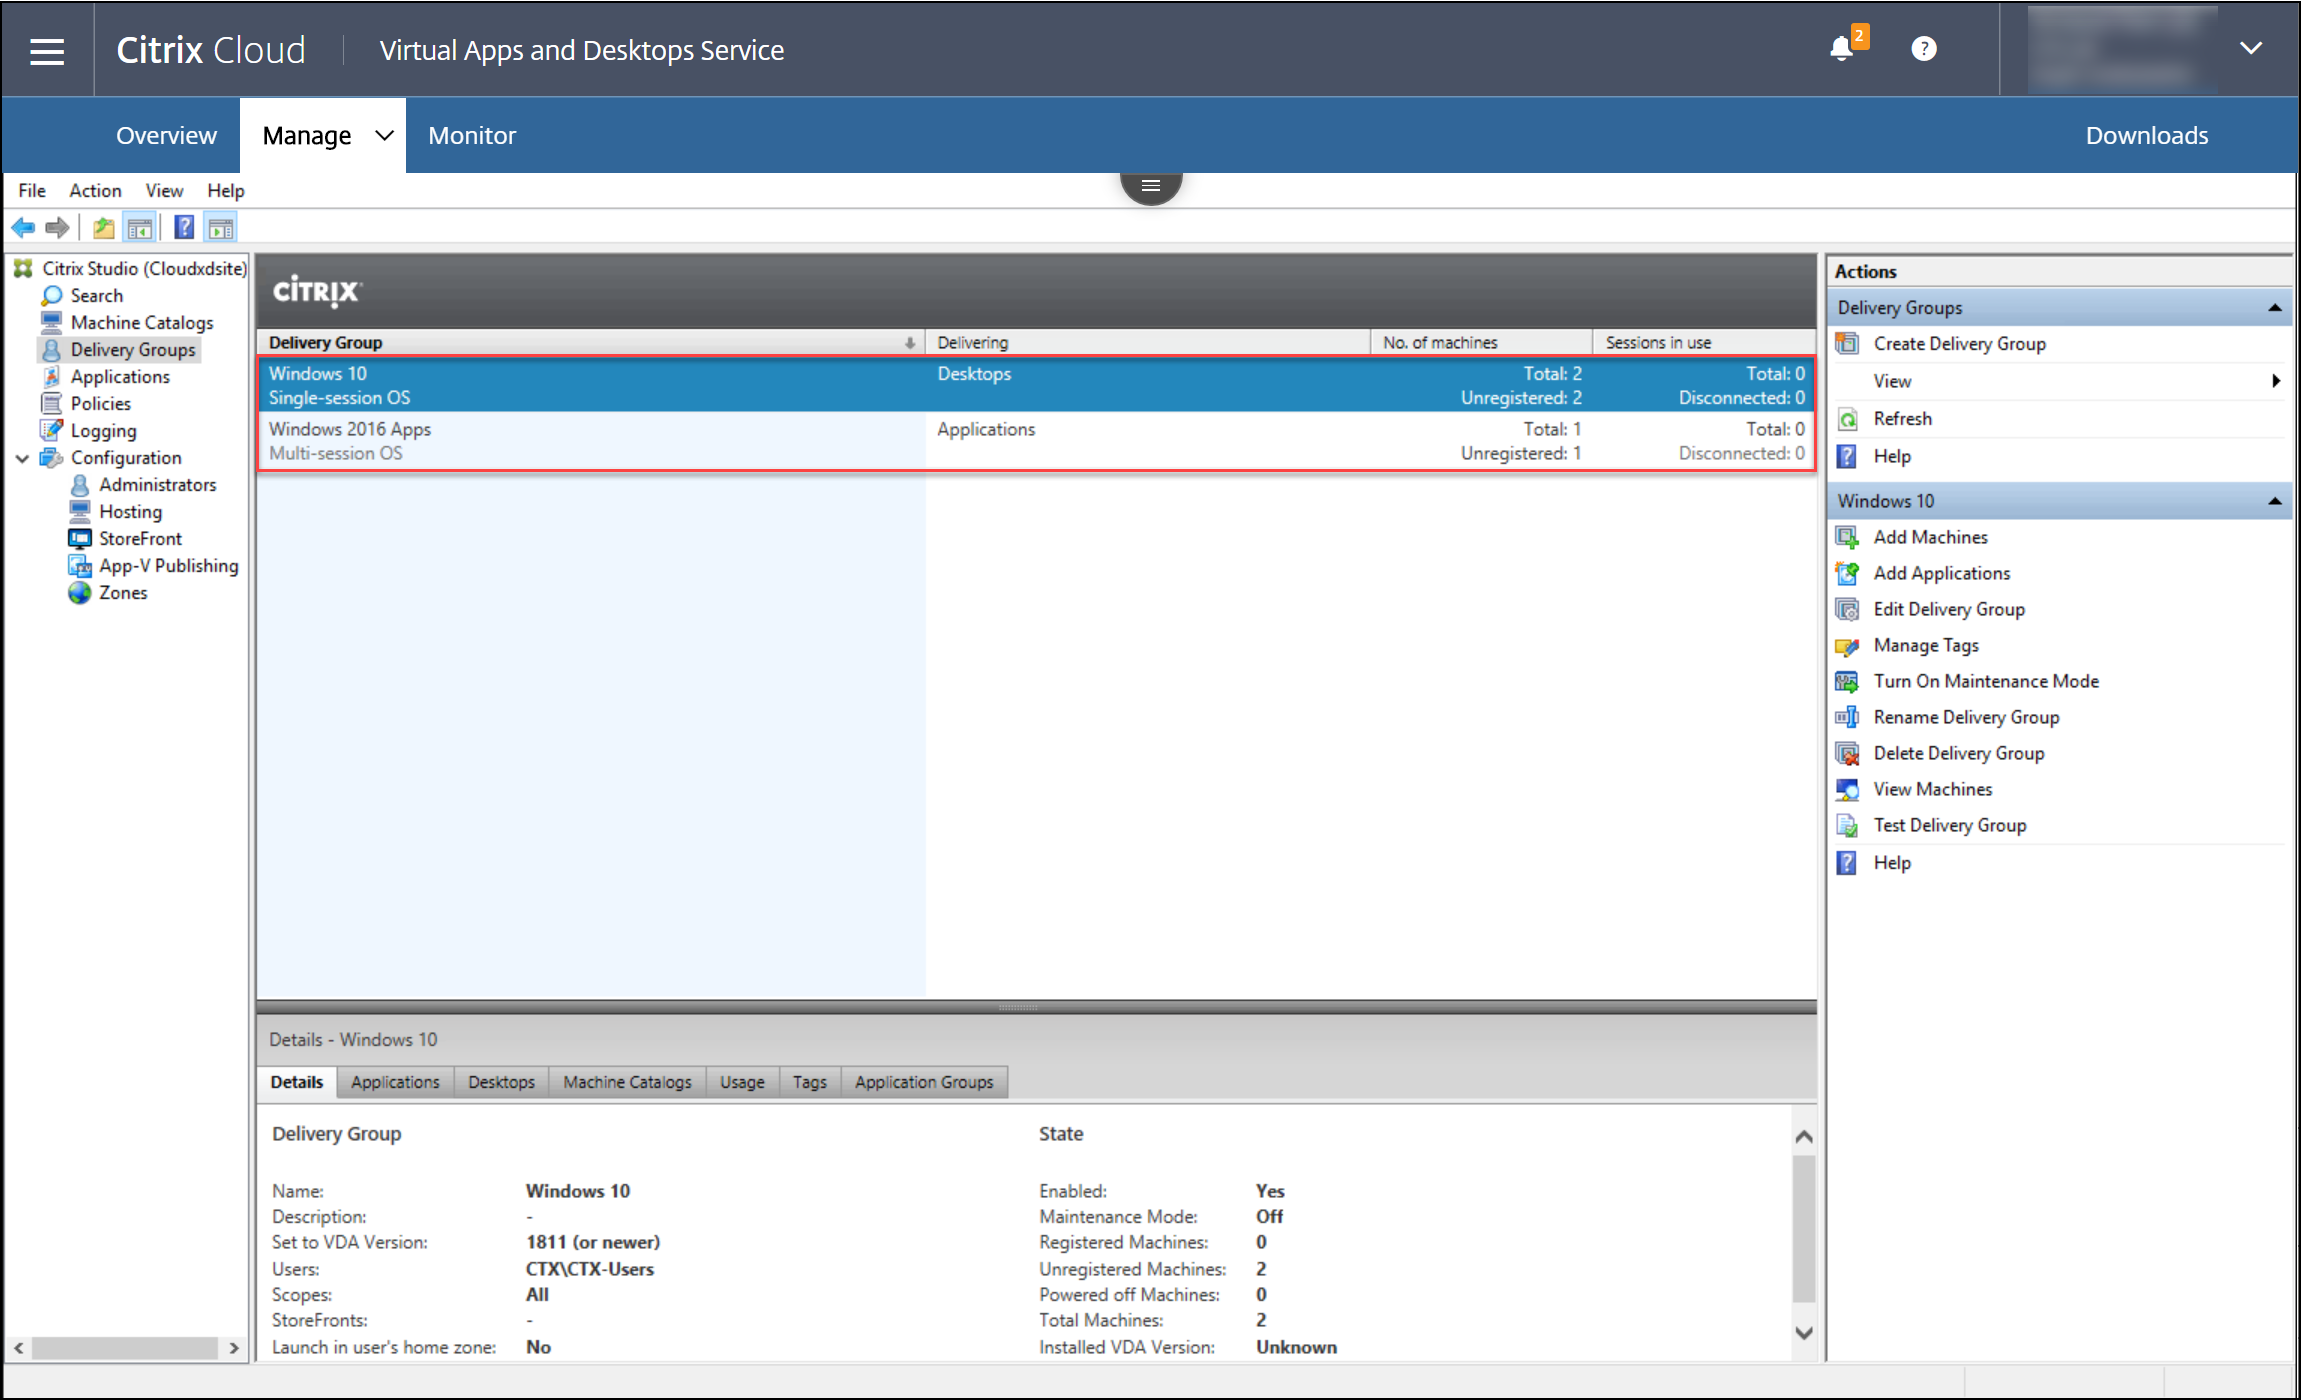 Citrix Cloud Virtual Apps and Desktops Service 2 ?
Overview Manage Monitor Downloads
File Action View Help
Citrix Studio (Cloudxdsite)
Search
Machine Catalogs
Delivery Groups
Applications
Policies
Logging
Configuration
Administrators
Hosting
StoreFront
App-V Publishing
Zones
CITRIX
Delivery Group Delivering No. of machines Sessions in use
Windows 10 Desktops Total: 2 Total: 0
Single-session OS Unregistered: 2 Disconnected: 0
Windows 2016 Apps Applications Total: 1 Total: 0
Multi-session OS Unregistered: 1 Disconnected: 0
Details - Windows 10
Details Applications Desktops Machine Catalogs Usage Tags Application Groups
Delivery Group State
Name: Windows 10 Enabled: Yes
Description: - Maintenance Mode: Off
Set to VDA Version: 1811 (or newer) Registered Machines: 0
Users: CTX\CTX-Users Unregistered Machines: 2
Scopes: All Powered off Machines: 0
StoreFronts: - Total Machines: 2
Launch in user's home zone: No Installed VDA Version: Unknown
Actions
Delivery Groups
Create Delivery Group
View
Refresh
Help
Windows 10
Add Machines
Add Applications
Edit Delivery Group
Manage Tags
Turn On Maintenance Mode
Rename Delivery Group
Delete Delivery Group
View Machines
Test Delivery Group
Help